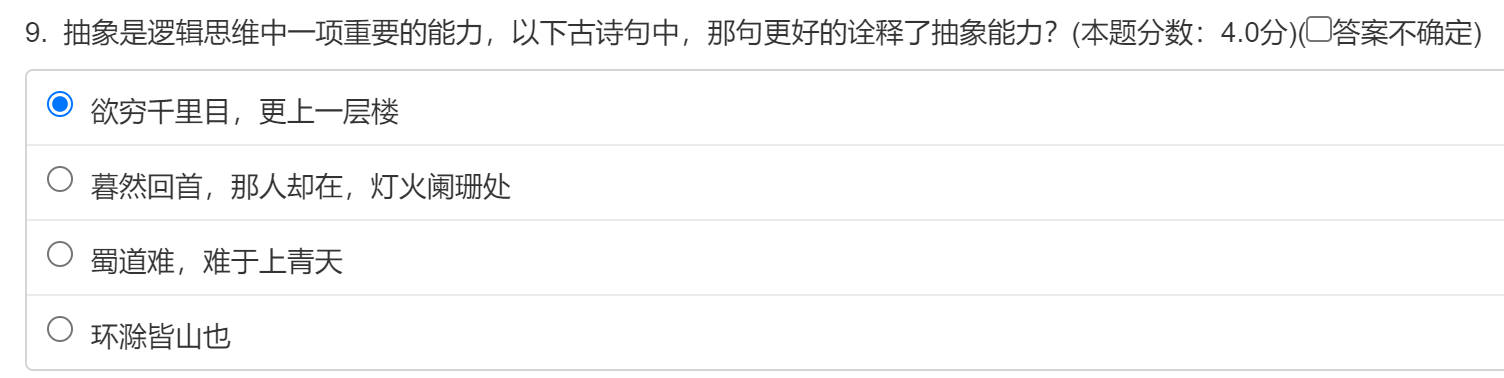 9. 抽象是逻辑思维中一项重要的能力，以下古诗句中，那句更好的诠释了抽象能力？(本题分数：4.0分)(答案不确定)
欲穷千里目，更上一层楼
暮然回首，那人却在，灯火阑珊处
蜀道难，难于上青天
环滁皆山也